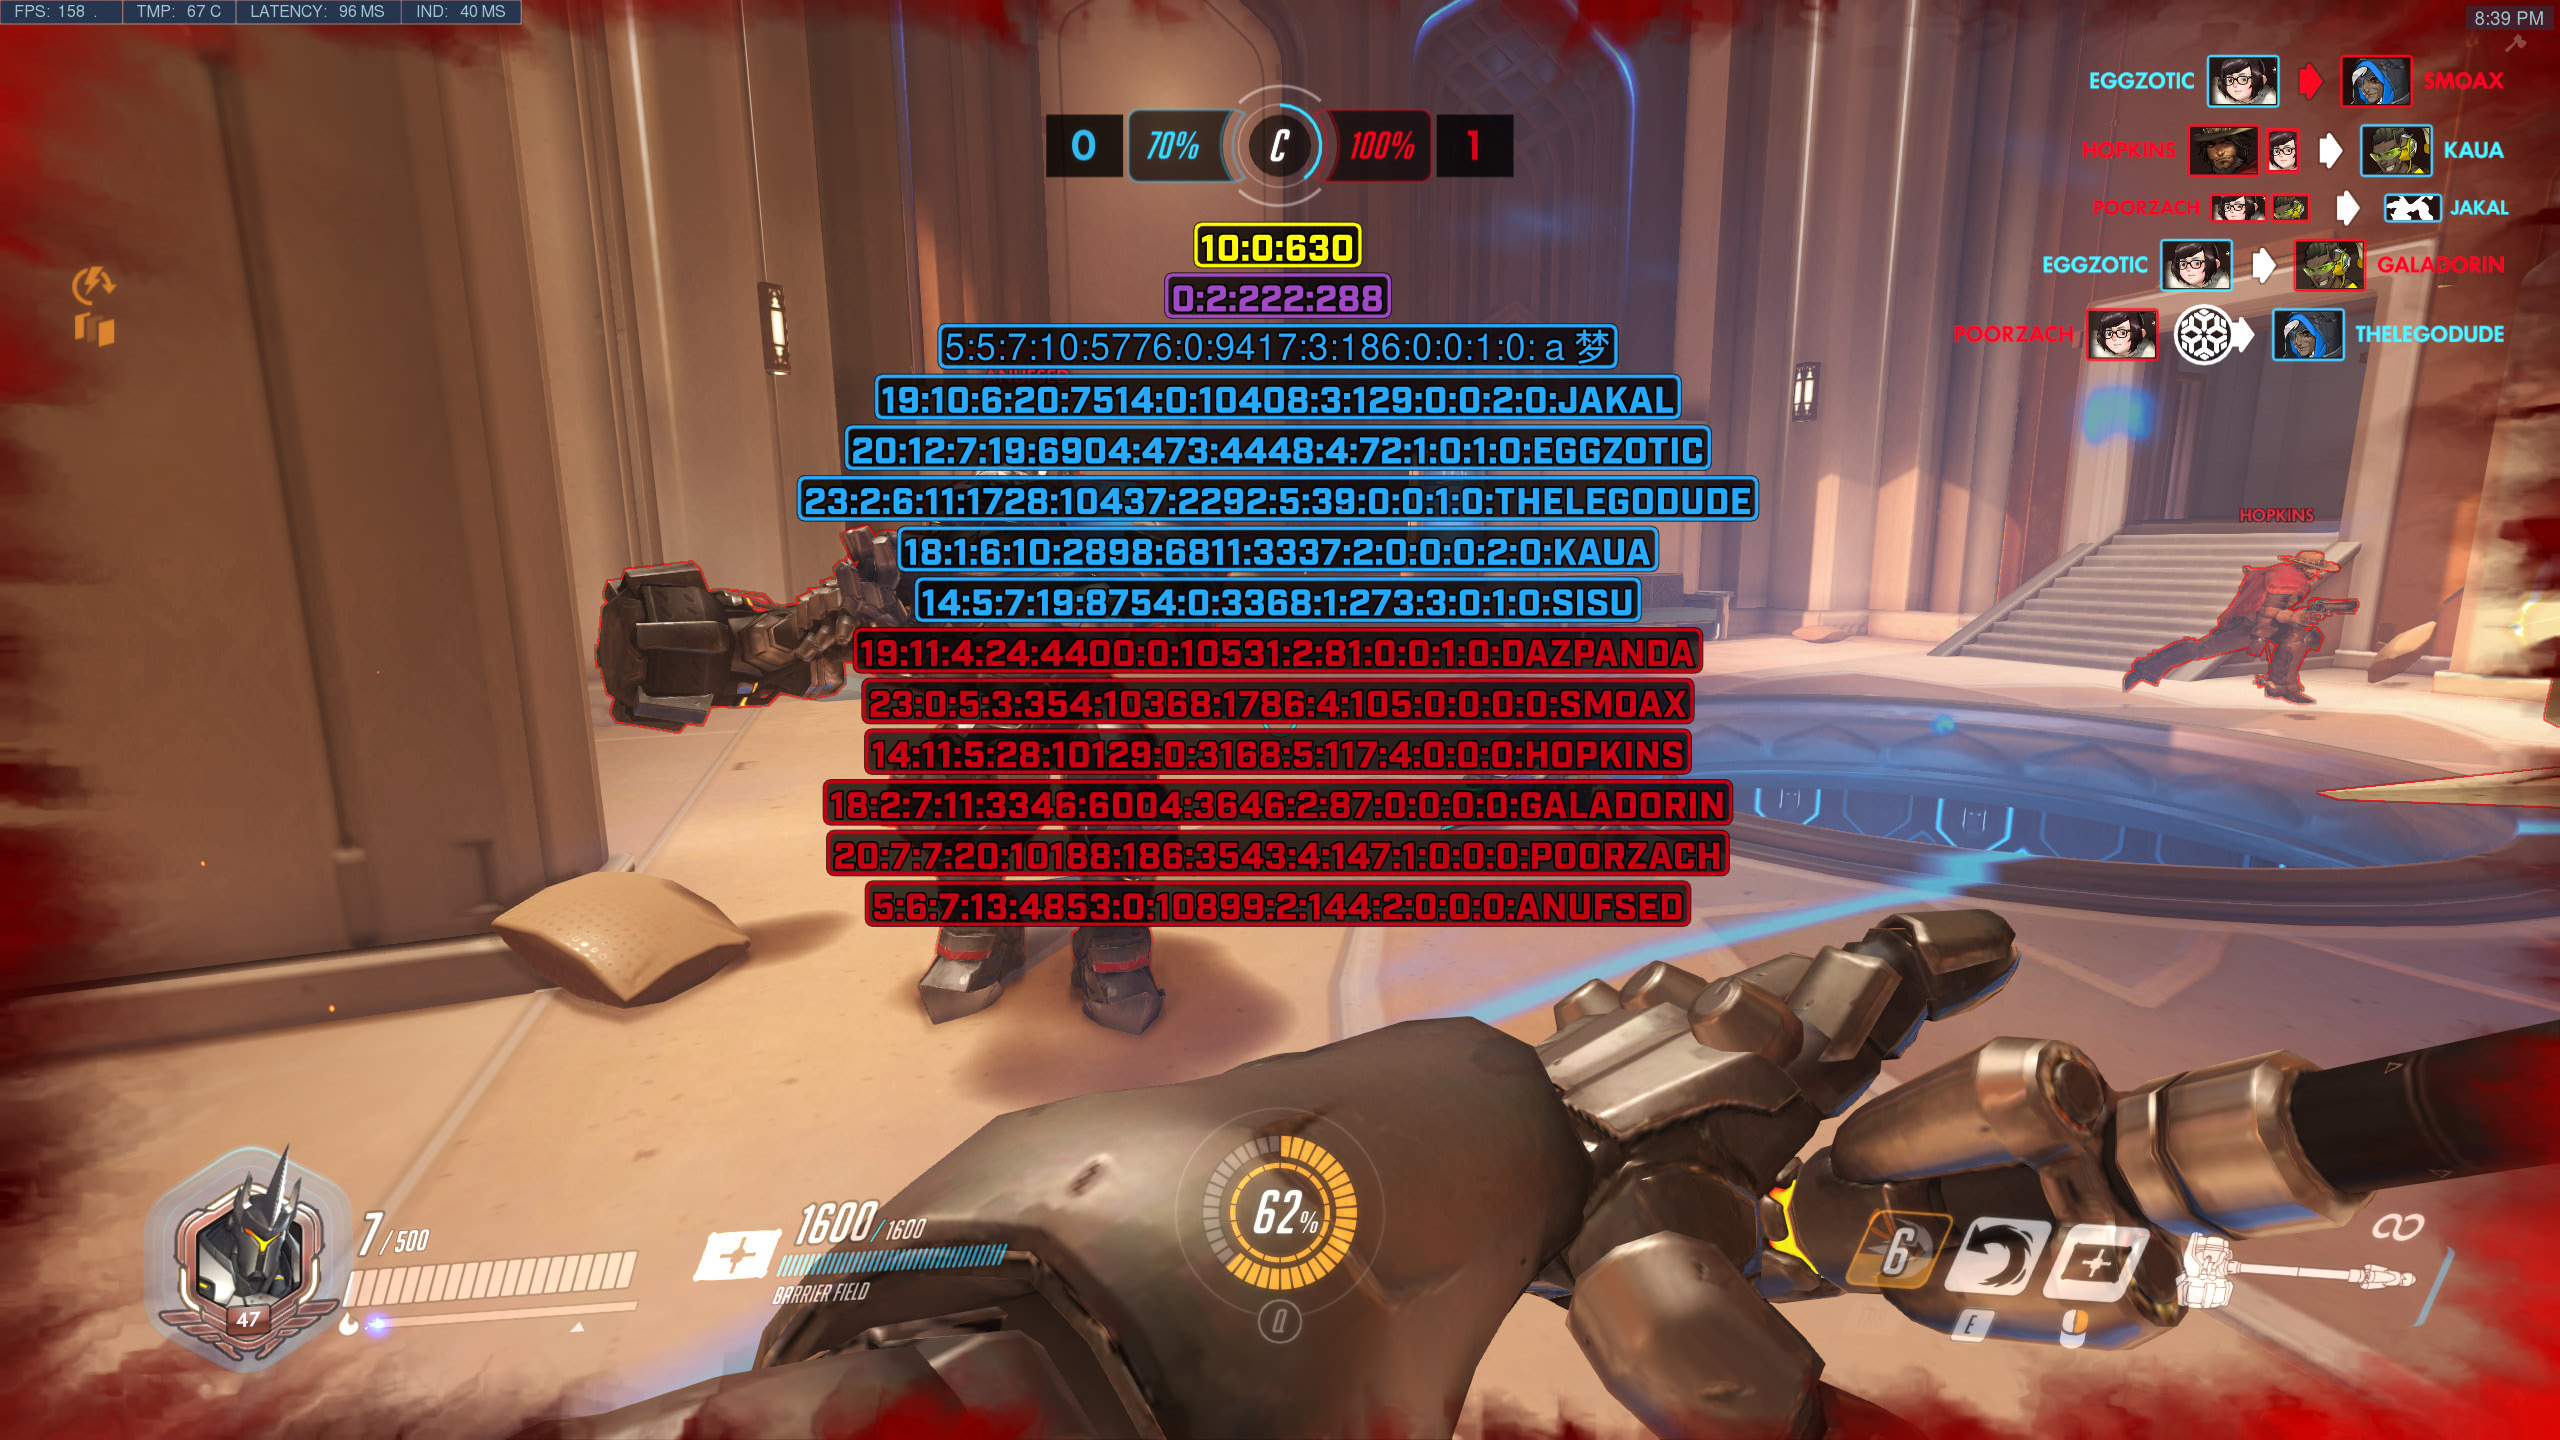 FPS: 158 . TMP: 67 C LATENCY: 96 MS IND: 40 MS
8:39 PM
EGGZOTIC SMOAX
HOPKINS KAUA
POORZACH JAKAL
EGGZOTIC GALADORIN
POORZACH THELEGODUDE
0 70% C 100% 1
10:0:630
0:2:222:288
5:5:7:10:5776:0:9417:3:186:0:0:1:0: a 梦
ANUFSED
19:10:6:20:7514:0:10408:3:129:0:0:2:0:JAKAL
20:12:7:19:6904:473:4448:4:72:1:0:1:0:EGGZOTIC
23:2:6:11:1728:10437:2292:5:39:0:0:1:0:THELEGODUDE
HOPKINS
18:1:6:10:2898:6811:3337:2:0:0:0:2:0:KAUA
14:5:7:19:8754:0:3368:1:273:3:0:1:0:SISU
19:11:4:24:4400:0:10531:2:81:0:0:1:0:DAZPANDA
23:0:5:3:354:10368:1786:4:105:0:0:0:0:SMOAX
14:11:5:28:10129:0:3168:5:117:4:0:0:0:HOPKINS
18:2:7:11:3346:6004:3646:2:87:0:0:0:0:GALADORIN
20:7:7:20:10188:186:3543:4:147:1:0:0:0:POORZACH
5:6:7:13:4853:0:10899:2:144:2:0:0:0:ANUFSED
7/500
47
1600/1600
BARRIER FIELD
62%
Q
6
E
∞